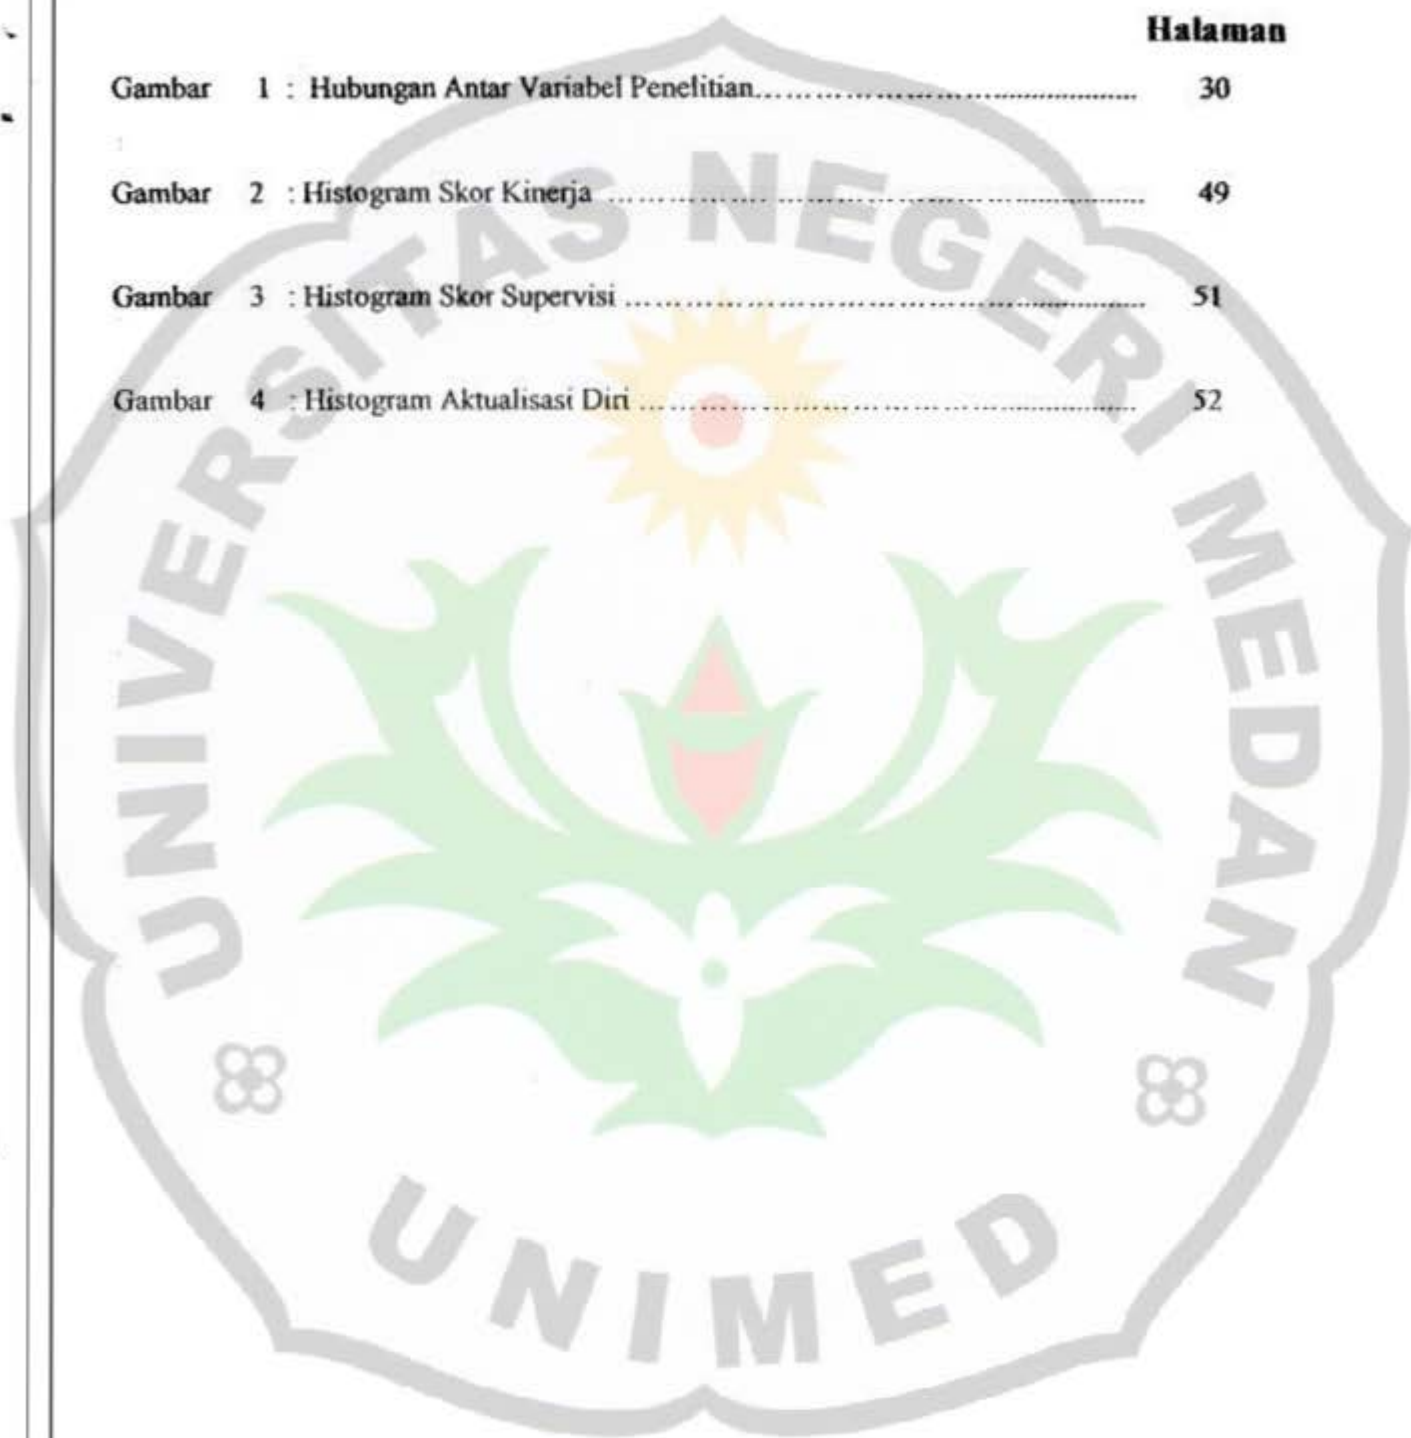 Halaman
Gambar 1 : Hubungan Antar Variabel Penelitian........................................ 30
Gambar 2 : Histogram Skor Kinerja ........................................ 49
Gambar 3 : Histogram Skor Supervisi ........................................ 51
Gambar 4 : Histogram Aktualisasi Diri ........................................ 52
UNIVERSITAS NEGERI MEDAN
UNIMED